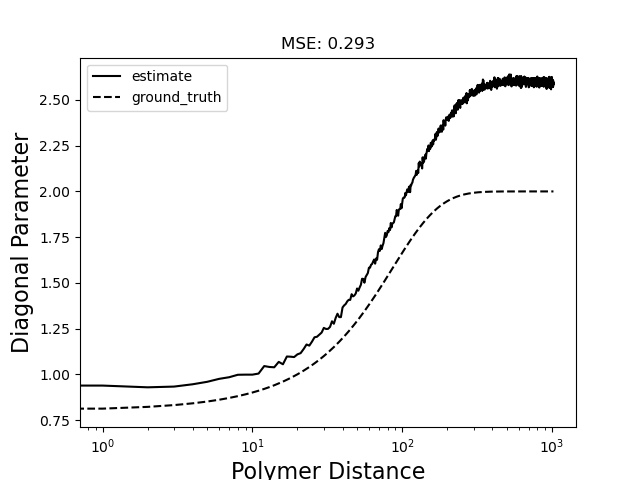 MSE: 0.293
estimate
ground_truth
Diagonal Parameter
2.50
2.25
2.00
1.75
1.50
1.25
1.00
0.75
10⁰ 10¹ 10² 10³
Polymer Distance